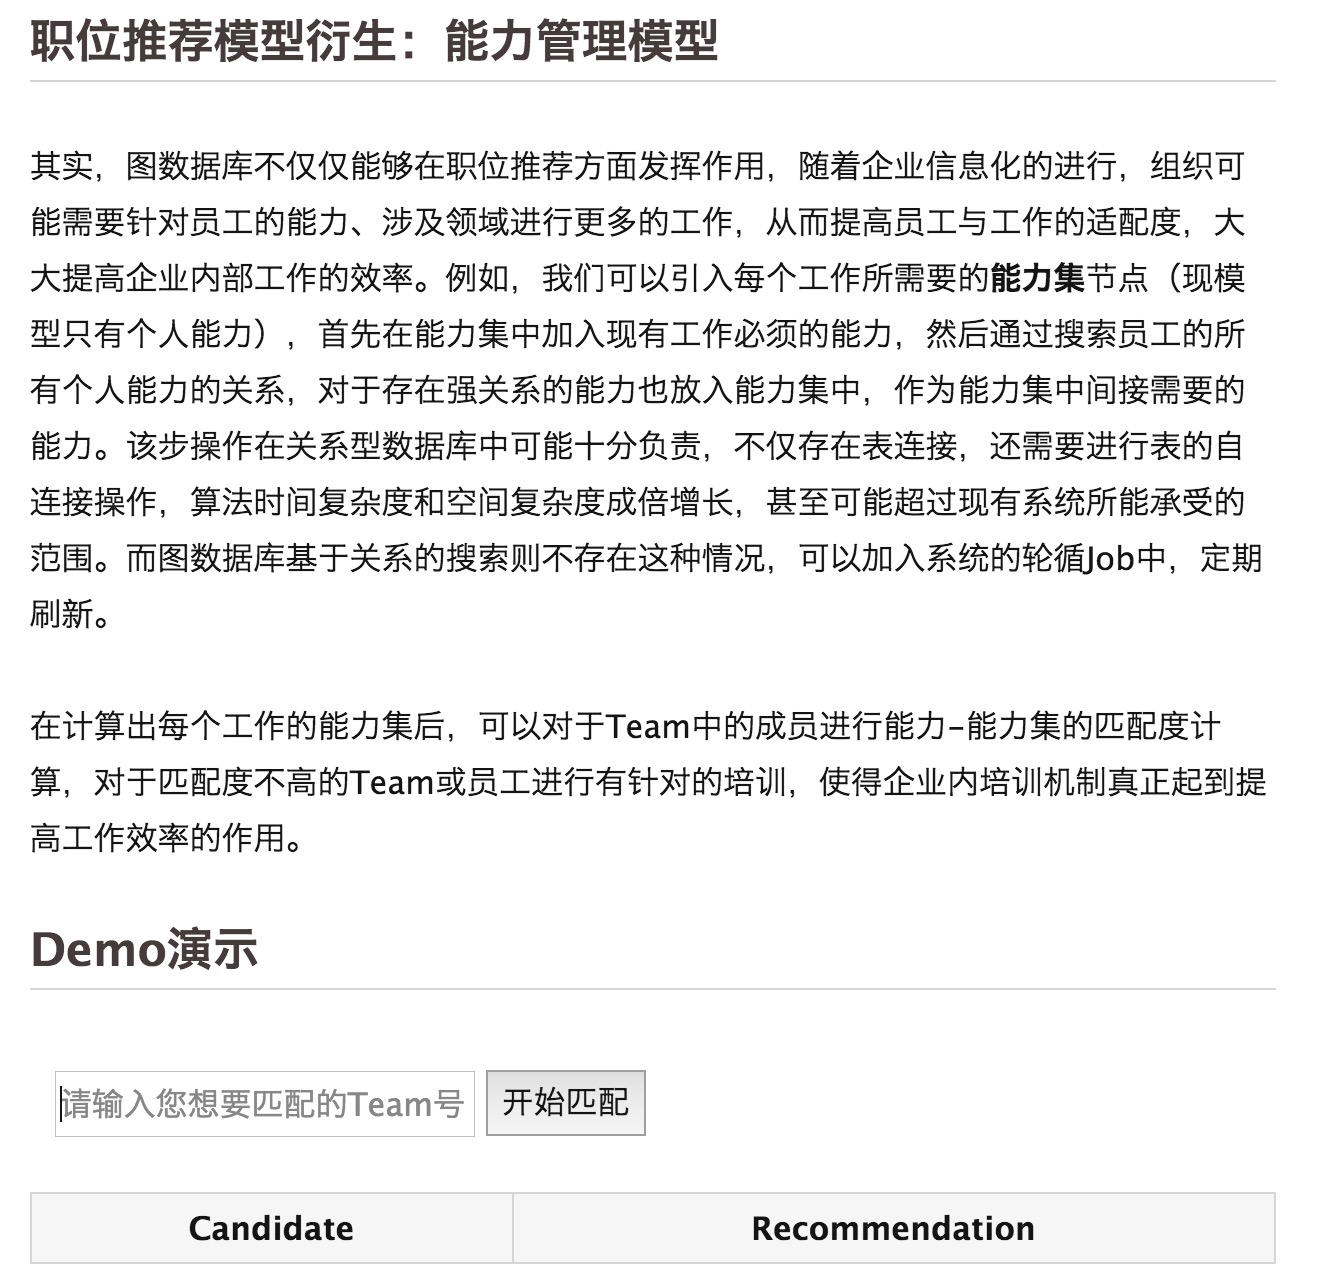 职位推荐模型衍生：能力管理模型
其实，图数据库不仅仅能够在职位推荐方面发挥作用，随着企业信息化的进行，组织可
能需要针对员工的能力、涉及领域进行更多的工作，从而提高员工与工作的适配度，大
大提高企业内部工作的效率。例如，我们可以引入每个工作所需要的能力集节点（现模
型只有个人能力），首先在能力集中加入现有工作必须的能力，然后通过搜索员工的所
有个人能力的关系，对于存在强关系的能力也放入能力集中，作为能力集中间接需要的
能力。该步操作在关系型数据库中可能十分负责，不仅存在表连接，还需要进行表的自
连接操作，算法时间复杂度和空间复杂度成倍增长，甚至可能超过现有系统所能承受的
范围。而图数据库基于关系的搜索则不存在这种情况，可以加入系统的轮循Job中，定期
刷新。
在计算出每个工作的能力集后，可以对于Team中的成员进行能力-能力集的匹配度计
算，对于匹配度不高的Team或员工进行有针对的培训，使得企业内培训机制真正起到提
高工作效率的作用。
Demo演示
请输入您想要匹配的Team号 开始匹配
Candidate Recommendation